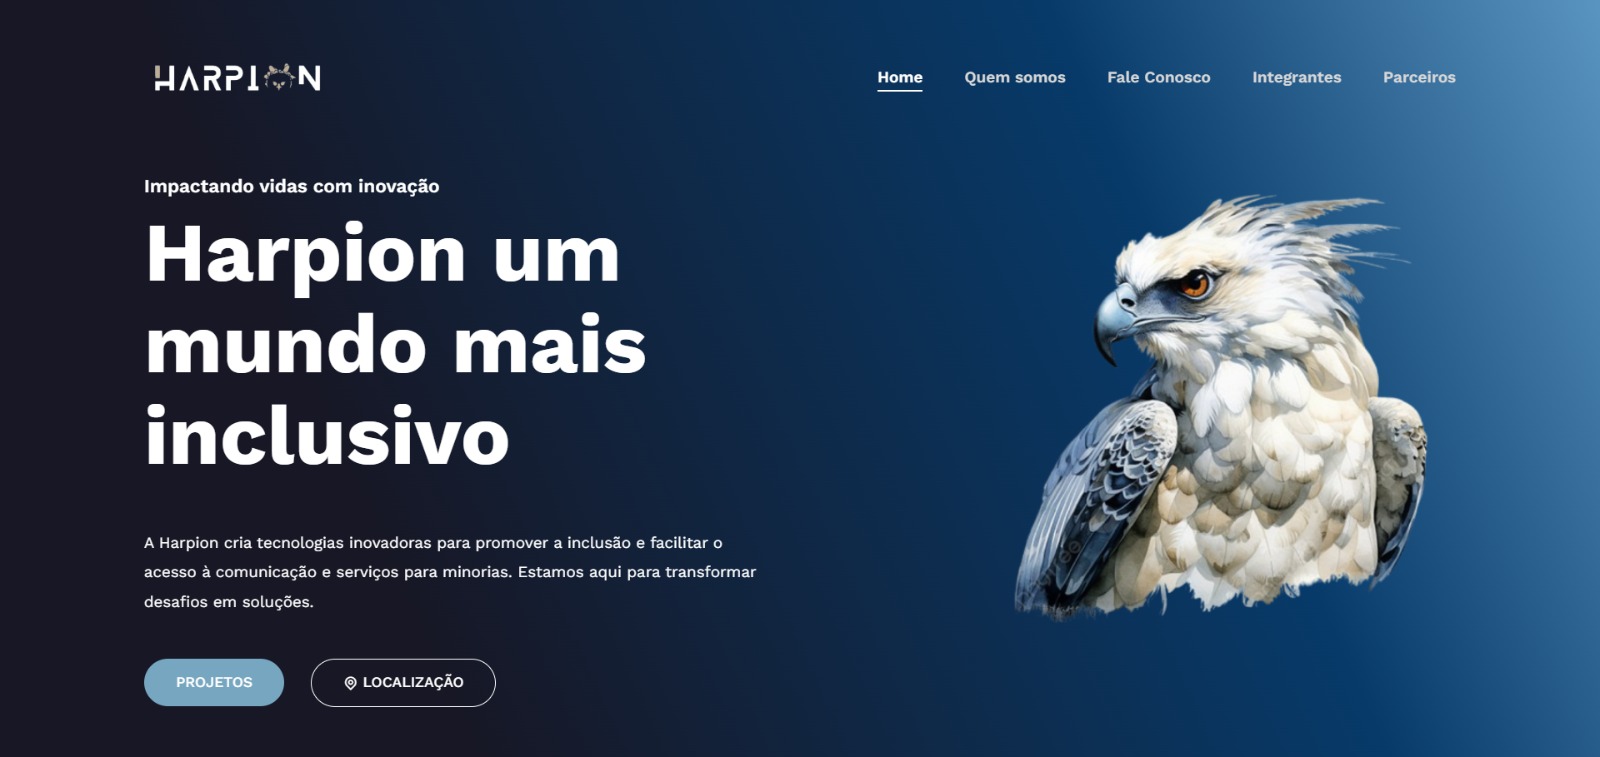 HARPION
Home Quem somos Fale Conosco Integrantes Parceiros
Impactando vidas com inovação
Harpion um
mundo mais
inclusivo
A Harpion cria tecnologias inovadoras para promover a inclusão e facilitar o
acesso à comunicação e serviços para minorias. Estamos aqui para transformar
desafios em soluções.
PROJETOS LOCALIZAÇÃO